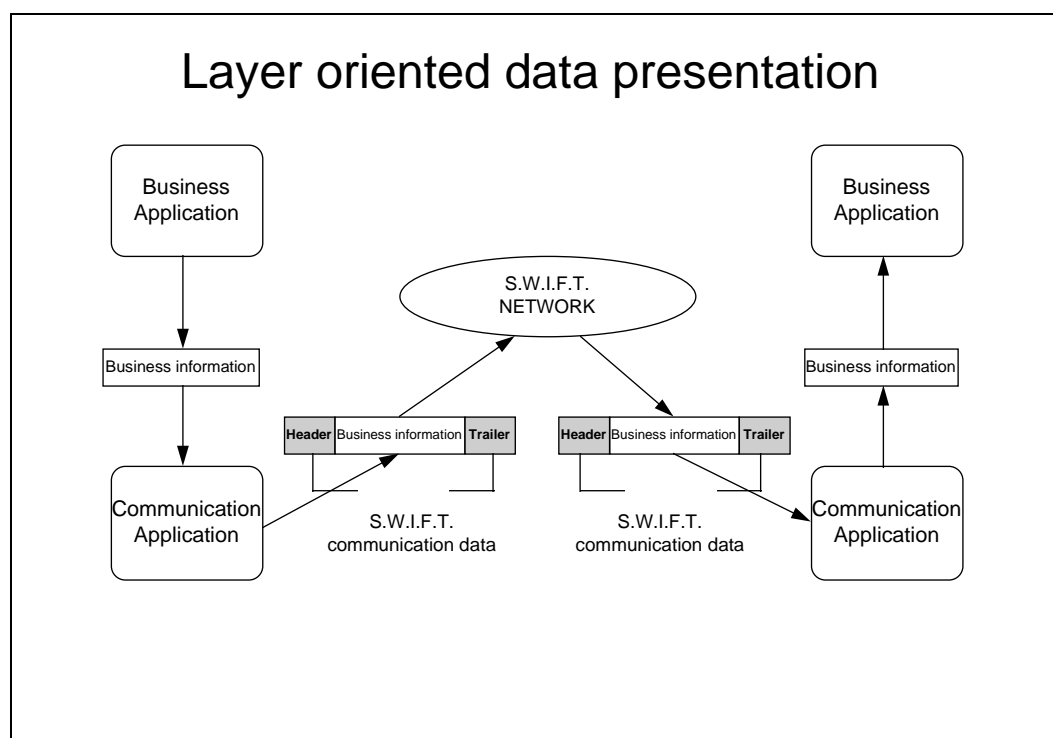 Layer oriented data presentation
Business
Application
Business
Application
S.W.I.F.T.
NETWORK
Business information
Business information
Header
Business information
Trailer
Header
Business information
Trailer
Communication
Application
S.W.I.F.T.
communication data
S.W.I.F.T.
communication data
Communication
Application